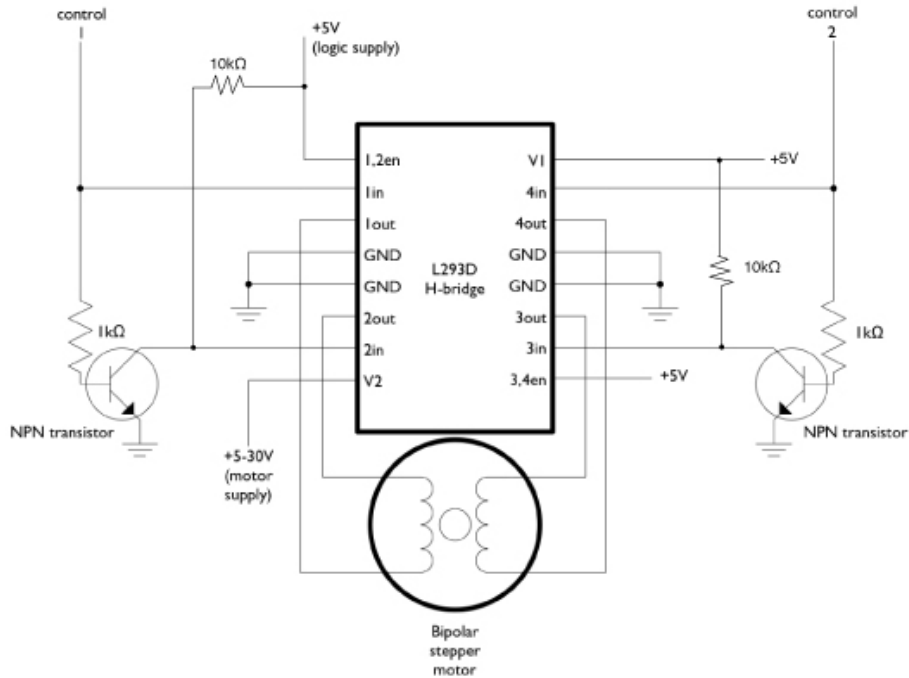 control
1
control
2
+5V
(logic supply)
10kΩ
1,2en
V1
+5V
1in
4in
1out
4out
GND
GND
L293D
H-bridge
10kΩ
GND
GND
2out
3out
1kΩ
1kΩ
2in
3in
V2
3,4en
+5V
NPN transistor
NPN transistor
+5-30V
(motor
supply)
Bipolar
stepper
motor